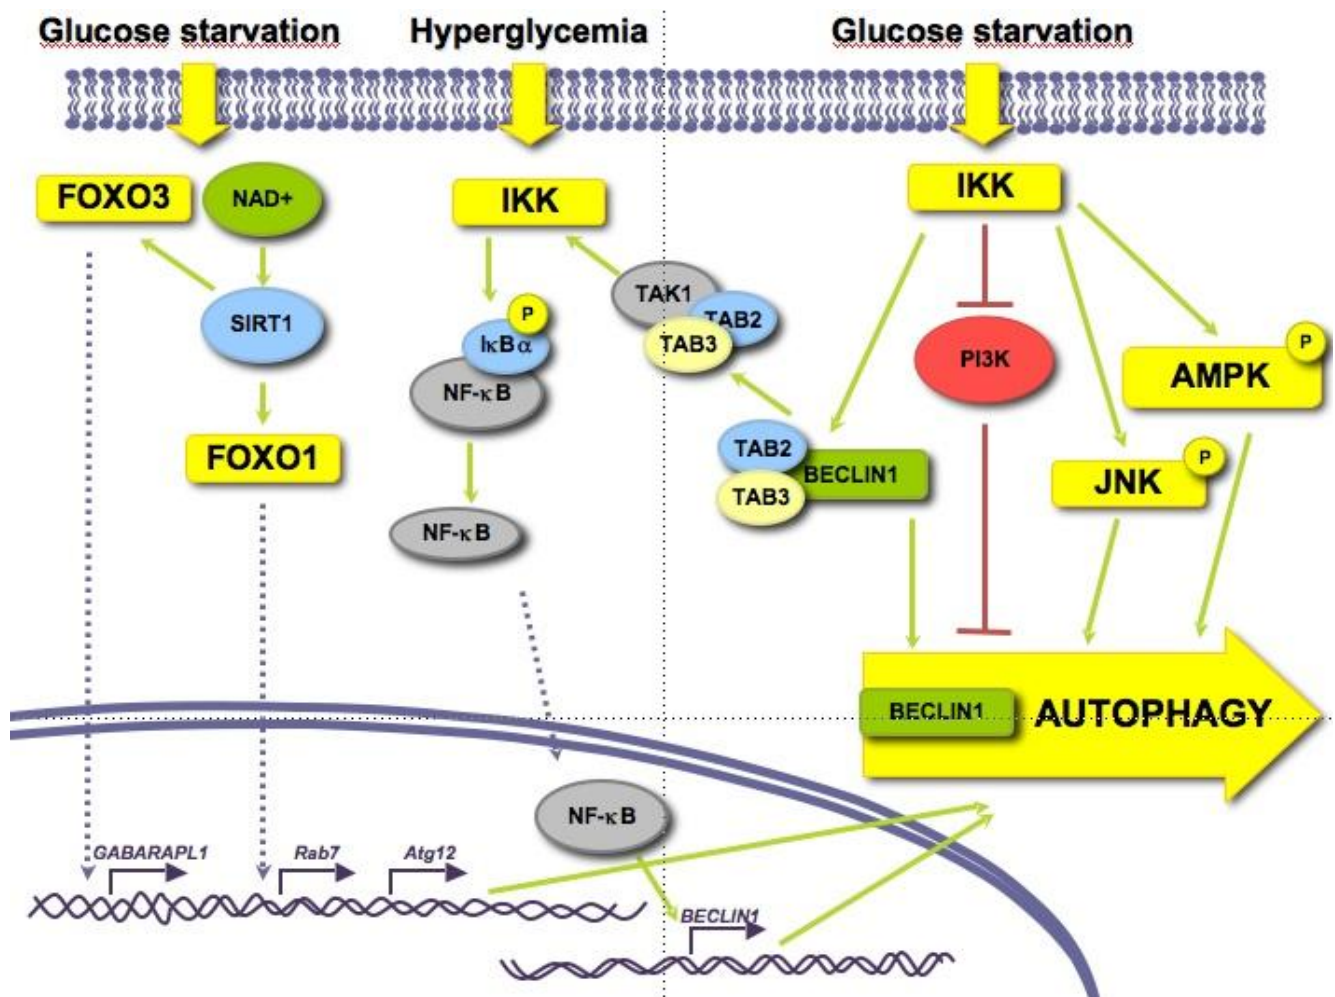 Glucose starvation
Hyperglycemia
Glucose starvation
FOXO3
NAD+
IKK
IKK
SIRT1
P
IκBα
NF-κB
TAK1
TAB2
TAB3
PI3K
P
AMPK
FOXO1
TAB2
TAB3
BECLIN1
P
JNK
NF-κB
BECLIN1
AUTOPHAGY
NF-κB
GABARAPL1
Rab7
Atg12
BECLIN1